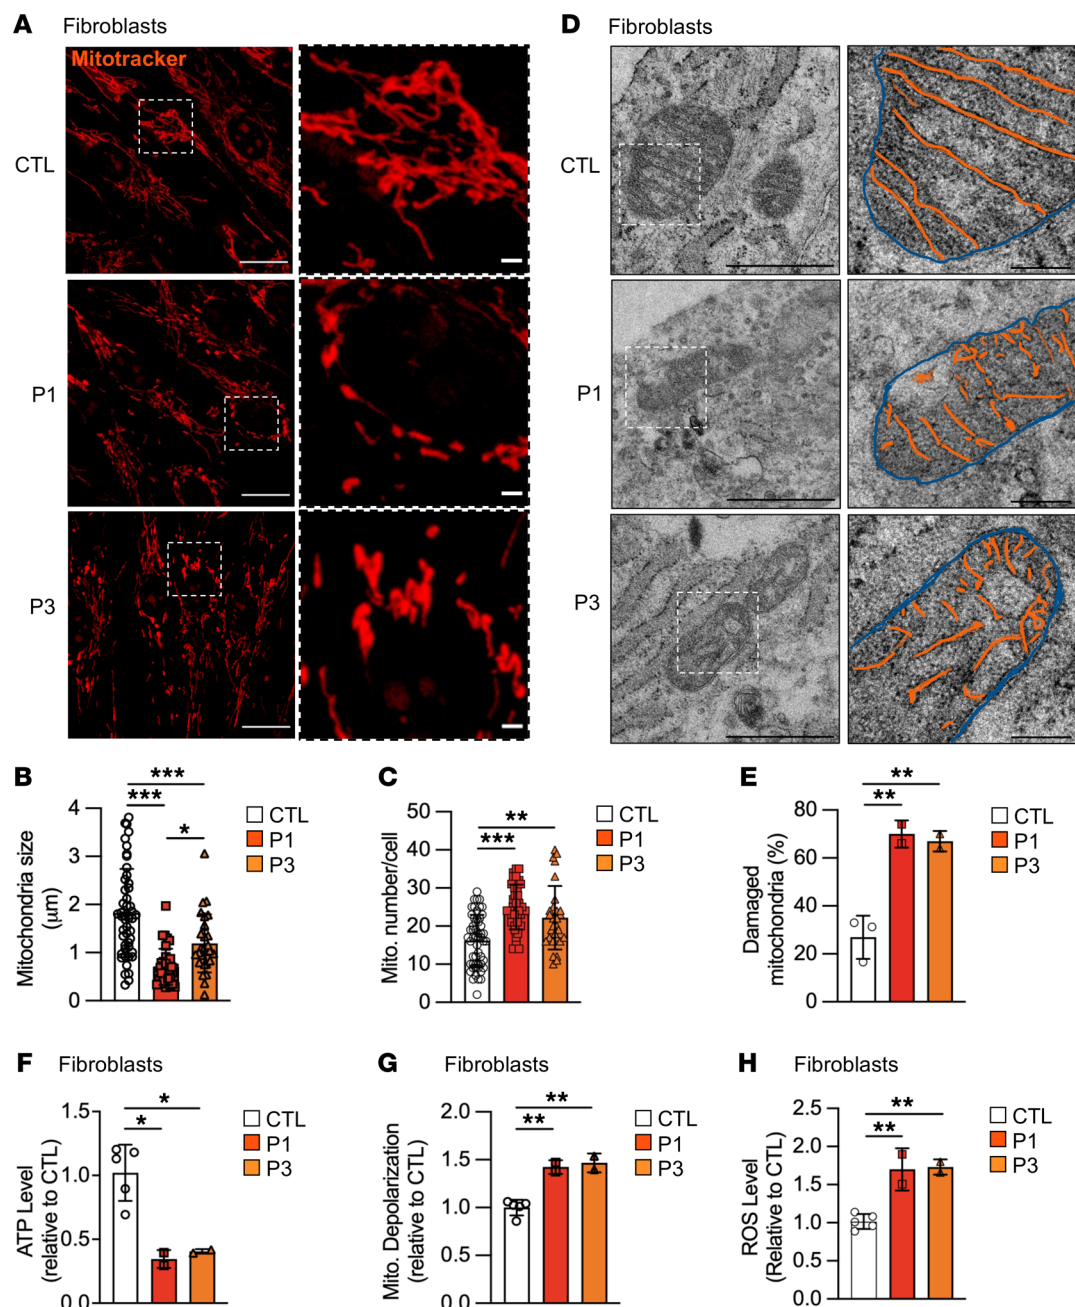 A Fibroblasts
Mitotracker
CTL
P1
P3
D Fibroblasts
CTL
P1
P3
B
Mitochondria size
(μm)
4
3
2
1
0
***
***
*
CTL
P1
P3
C
Mito. number/cell
50
40
30
20
10
0
**
***
CTL
P1
P3
E
Damaged
mitochondria (%)
80
60
40
20
0
**
**
CTL
P1
P3
F Fibroblasts
ATP Level
(relative to CTL)
1.5
1.0
0.5
0.0
*
*
CTL
P1
P3
G Fibroblasts
Mito. Depolarization
(relative to CTL)
2.0
1.5
1.0
0.5
0.0
**
**
CTL
P1
P3
H Fibroblasts
ROS Level
(Relative to CTL)
2.5
2.0
1.5
1.0
0.5
0.0
**
**
CTL
P1
P3